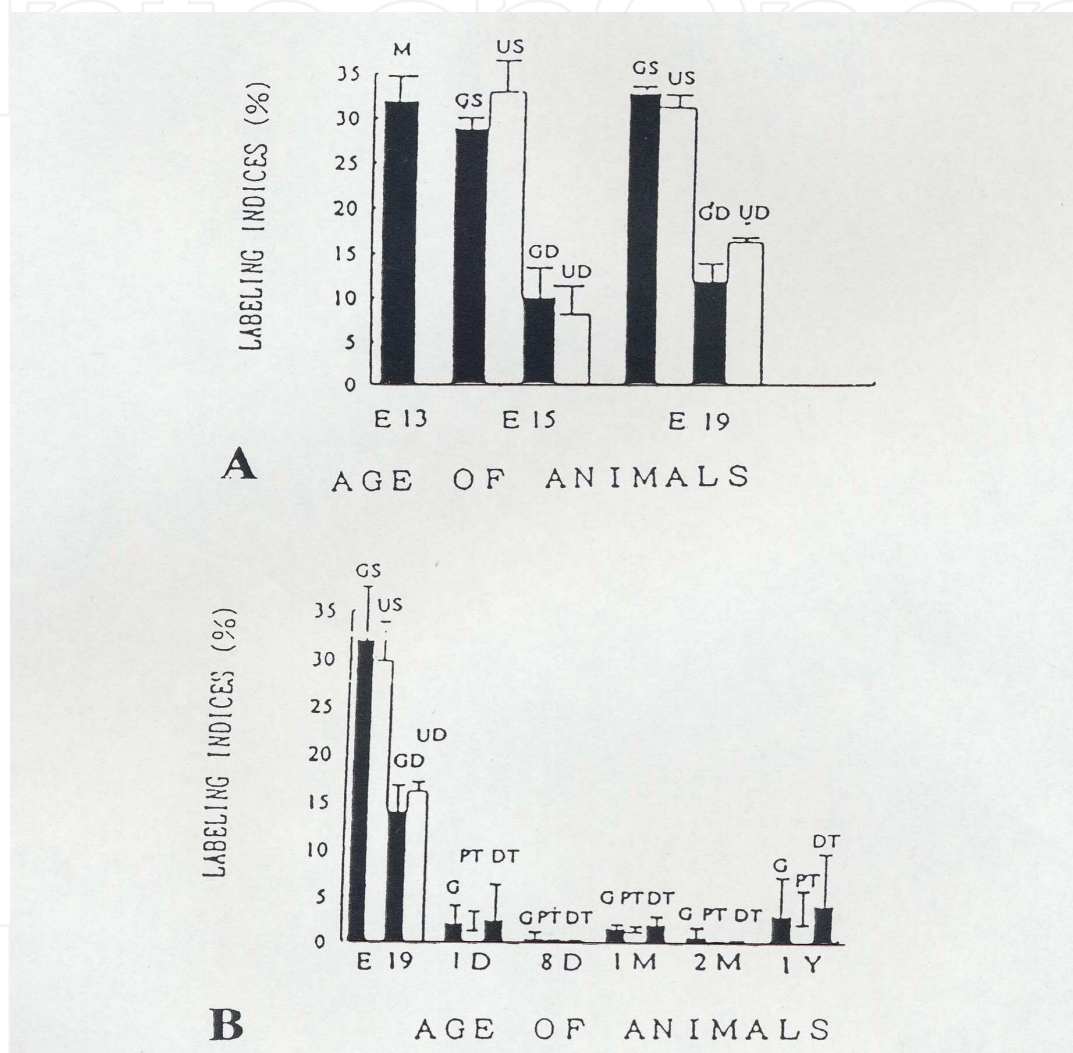 M
US
GS
GS
US
GD
UD
GD UD
35
30
25
20
15
10
5
0
LABELING INDICES (%)
E 13
E 15
E 19
A
AGE OF ANIMALS
GS
US
UD
GD
PT DT
G
G PT DT
G PT DT
G PT DT
G
PT
DT
35
30
25
20
15
10
5
0
LABELING INDICES (%)
E 19
1 D
8 D
1 M
2 M
1 Y
B
AGE OF ANIMALS